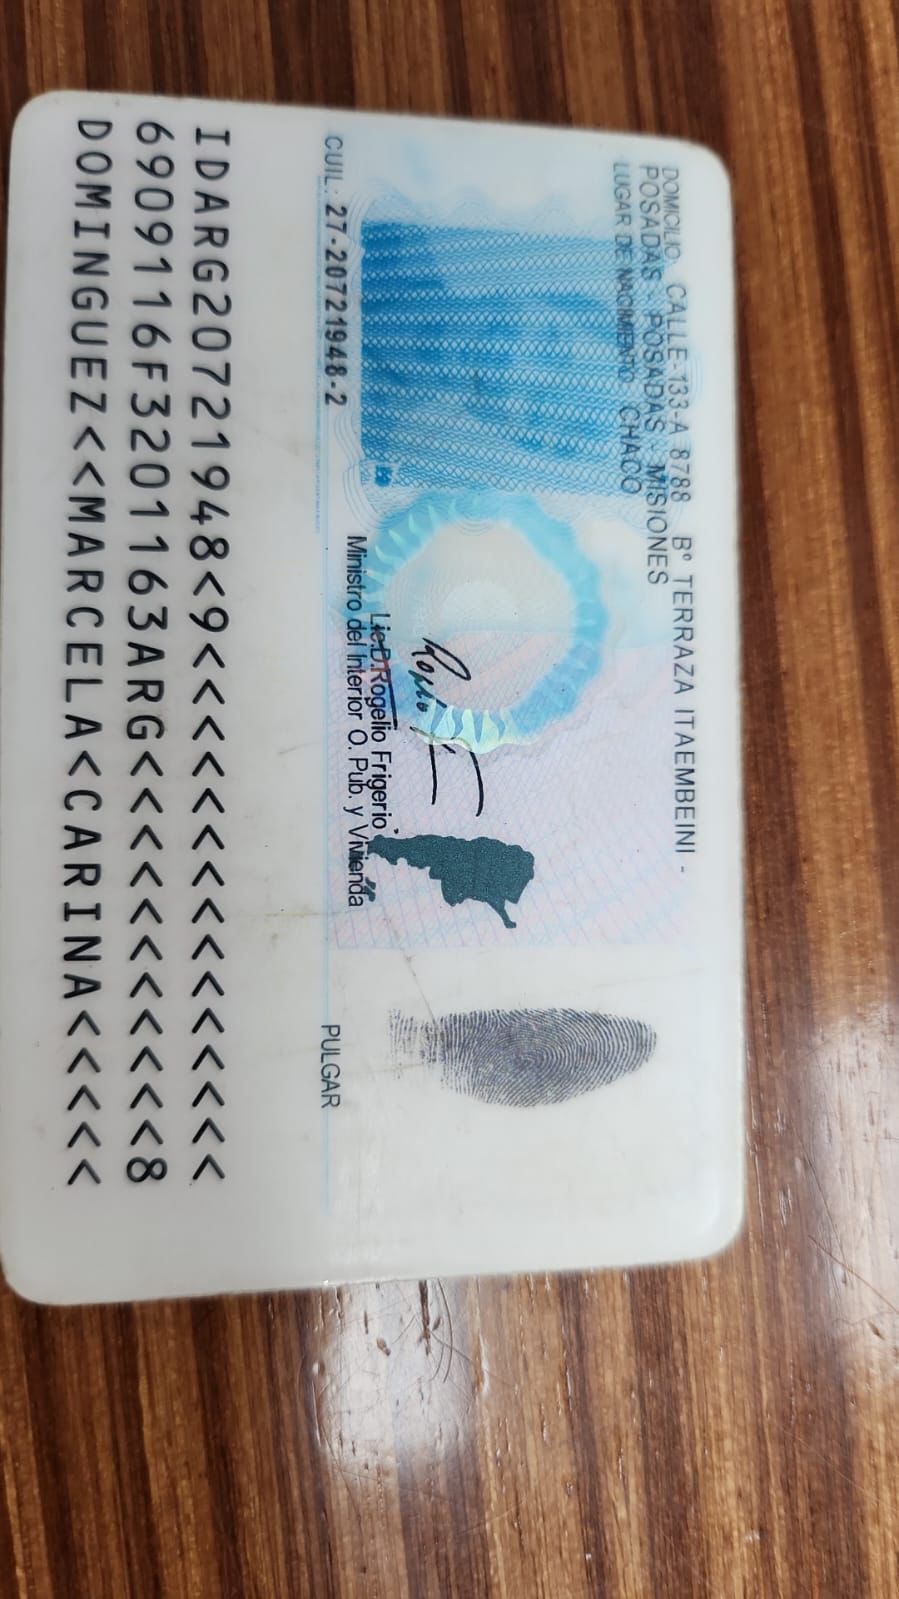 DOMICILIO: CALLE-133-A 8788 Bº TERRAZA ITAEMBEINI -
POSADAS - POSADAS - MISIONES
LUGAR DE NACIMIENTO: CHACO
Lic.D.Rogelio Frigerio
Ministro del Interior O. Pub. y Vivienda
CUIL: 27-20721948-2
PULGAR
IDARG20721948<9<<<<<<<<<<<<<<<
6909116F3201163ARG<<<<<<<<<<<8
DOMINGUEZ<<MARCELA<CARINA<<<<<